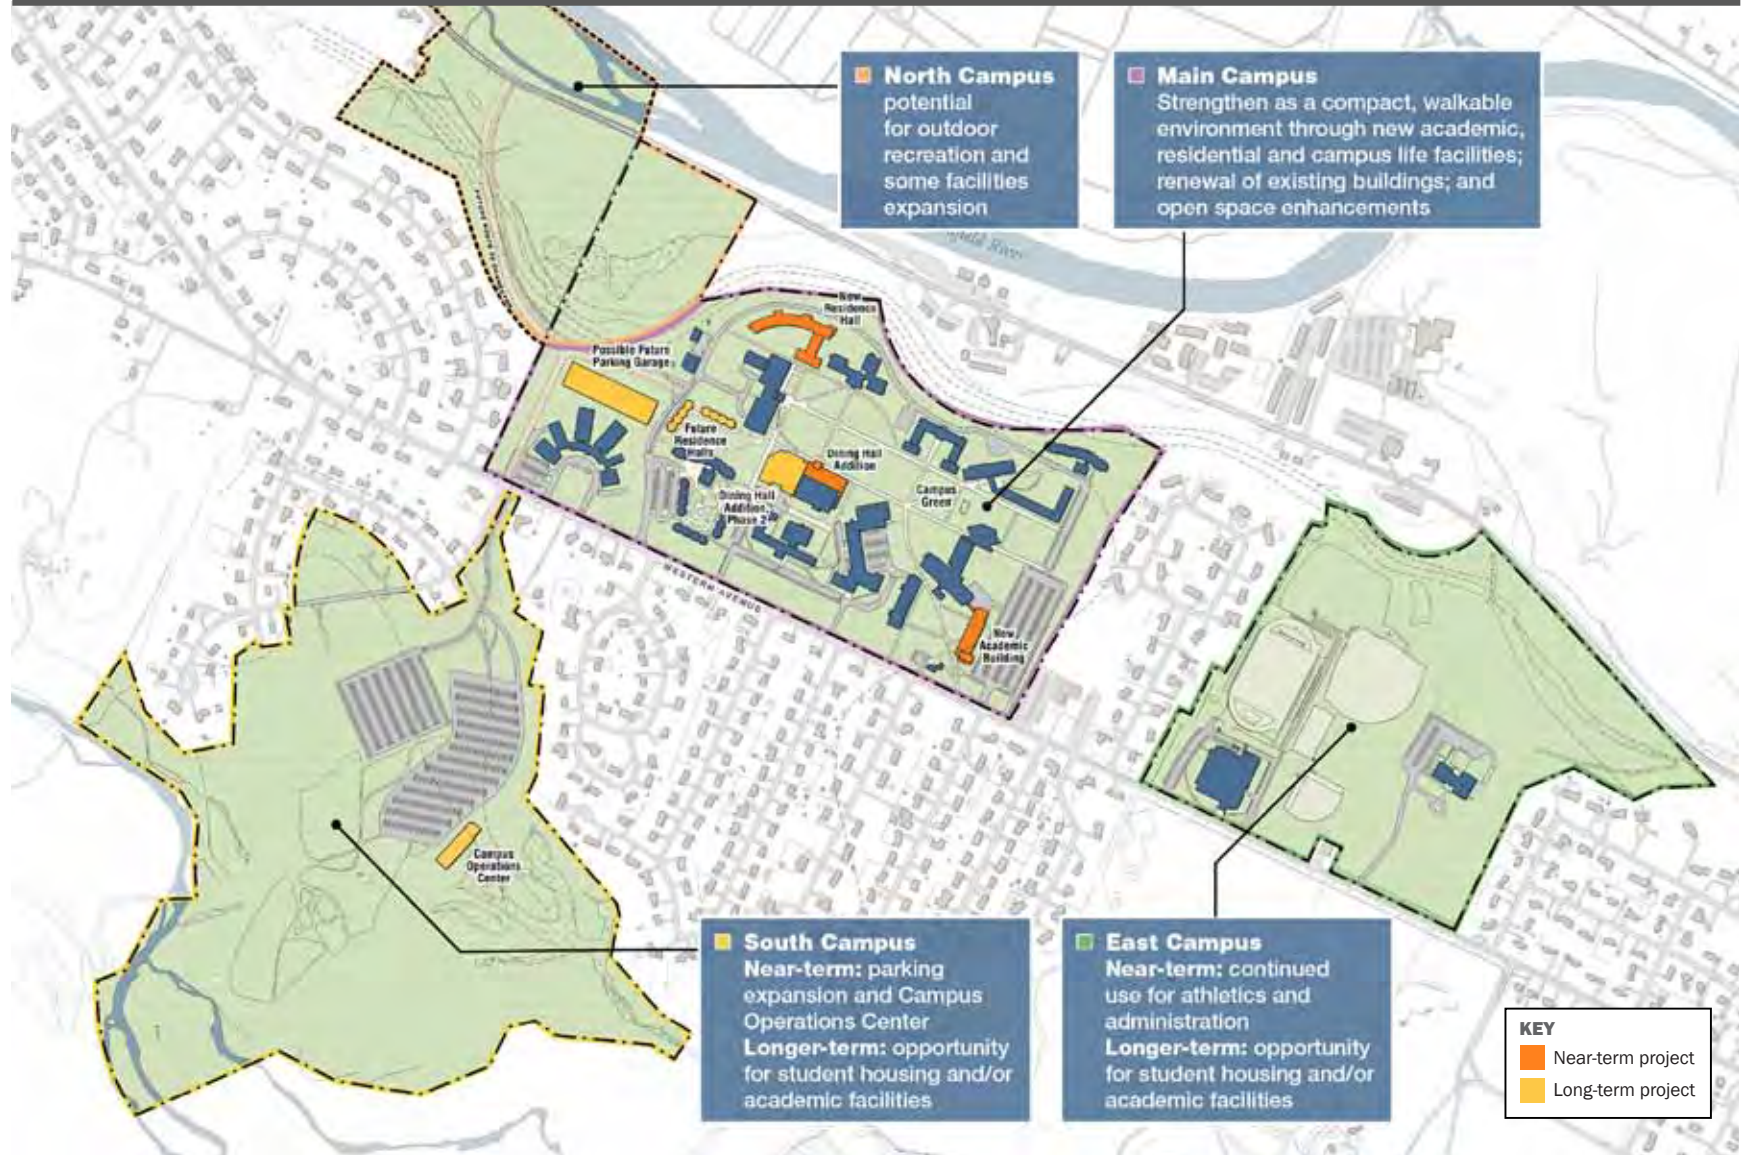 North Campus
potential
for outdoor
recreation and
some facilities
expansion
Main Campus
Strengthen as a compact, walkable
environment through new academic,
residential and campus life facilities;
renewal of existing buildings; and
open space enhancements
River
New
Residence
Hall
Possible Future
Parking Garage
Future
Residence
Halls
Dining Hall
Addition
Dining Hall
Addition
Phase 2
Campus
Green
WESTERN AVENUE
New
Academic
Building
Campus
Operations
Center
South Campus
Near-term: parking
expansion and Campus
Operations Center
Longer-term: opportunity
for student housing and/or
academic facilities
East Campus
Near-term: continued
use for athletics and
administration
Longer-term: opportunity
for student housing and/or
academic facilities
KEY
Near-term project
Long-term project